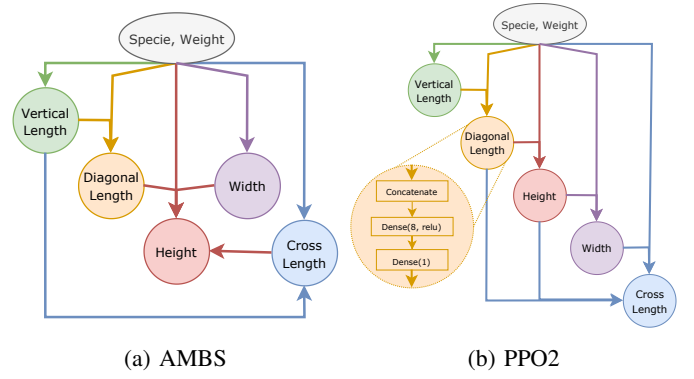 Specie, Weight
Vertical
Length
Diagonal
Length
Width
Height
Cross
Length
(a) AMBS
Specie, Weight
Vertical
Length
Diagonal
Length
Concatenate
Dense(8, relu)
Dense(1)
Height
Width
Cross
Length
(b) PPO2